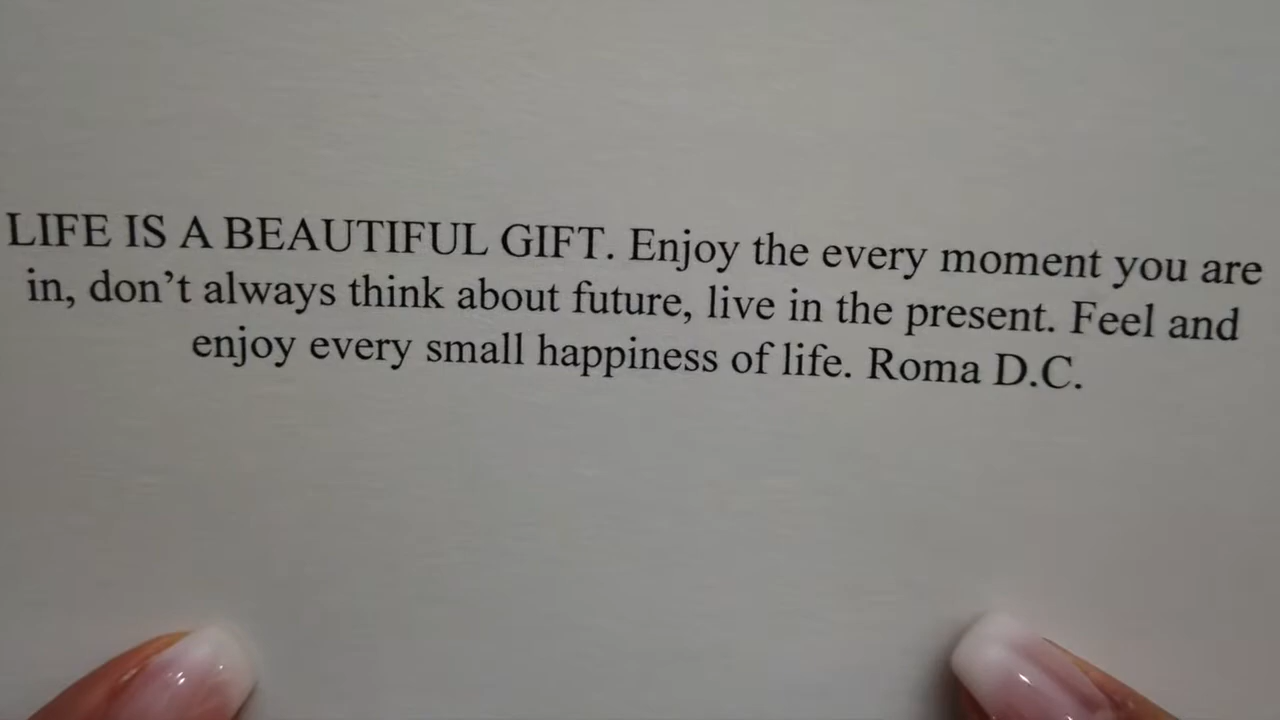 LIFE IS A BEAUTIFUL GIFT. Enjoy the every moment you are
in, don’t always think about future, live in the present. Feel and
enjoy every small happiness of life. Roma D.C.